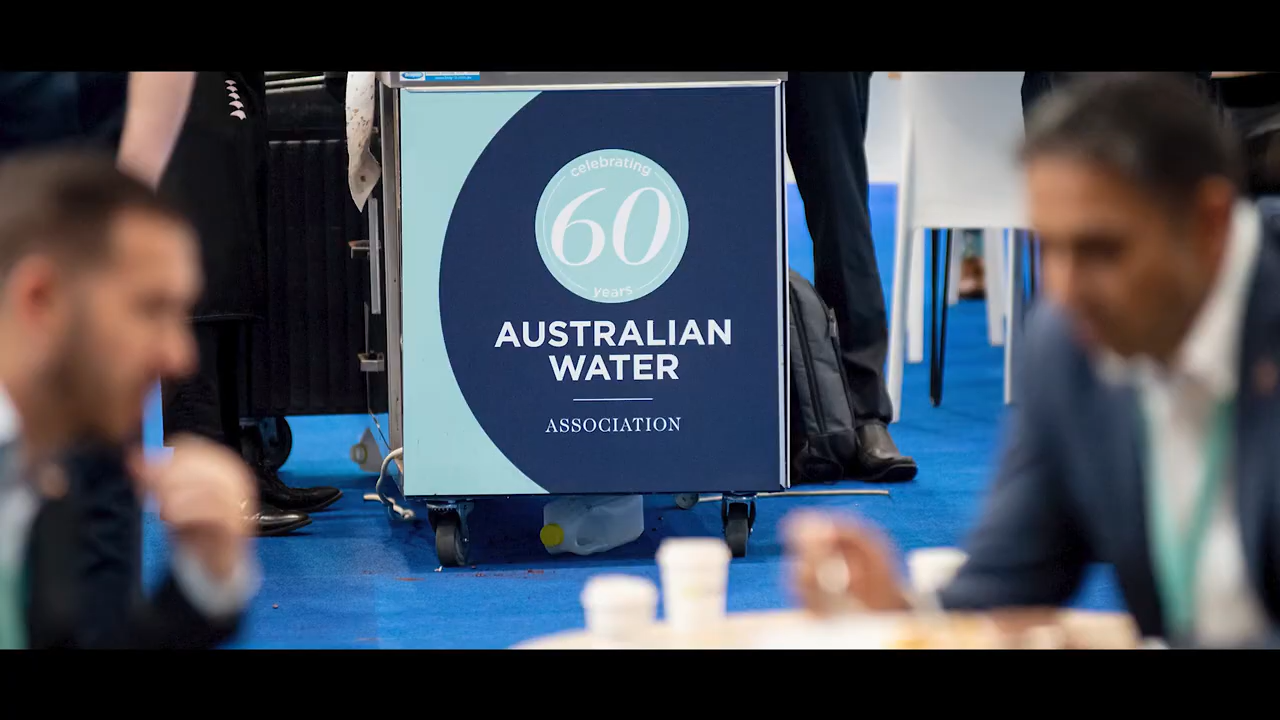 celebrating
60
years
AUSTRALIAN
WATER
ASSOCIATION